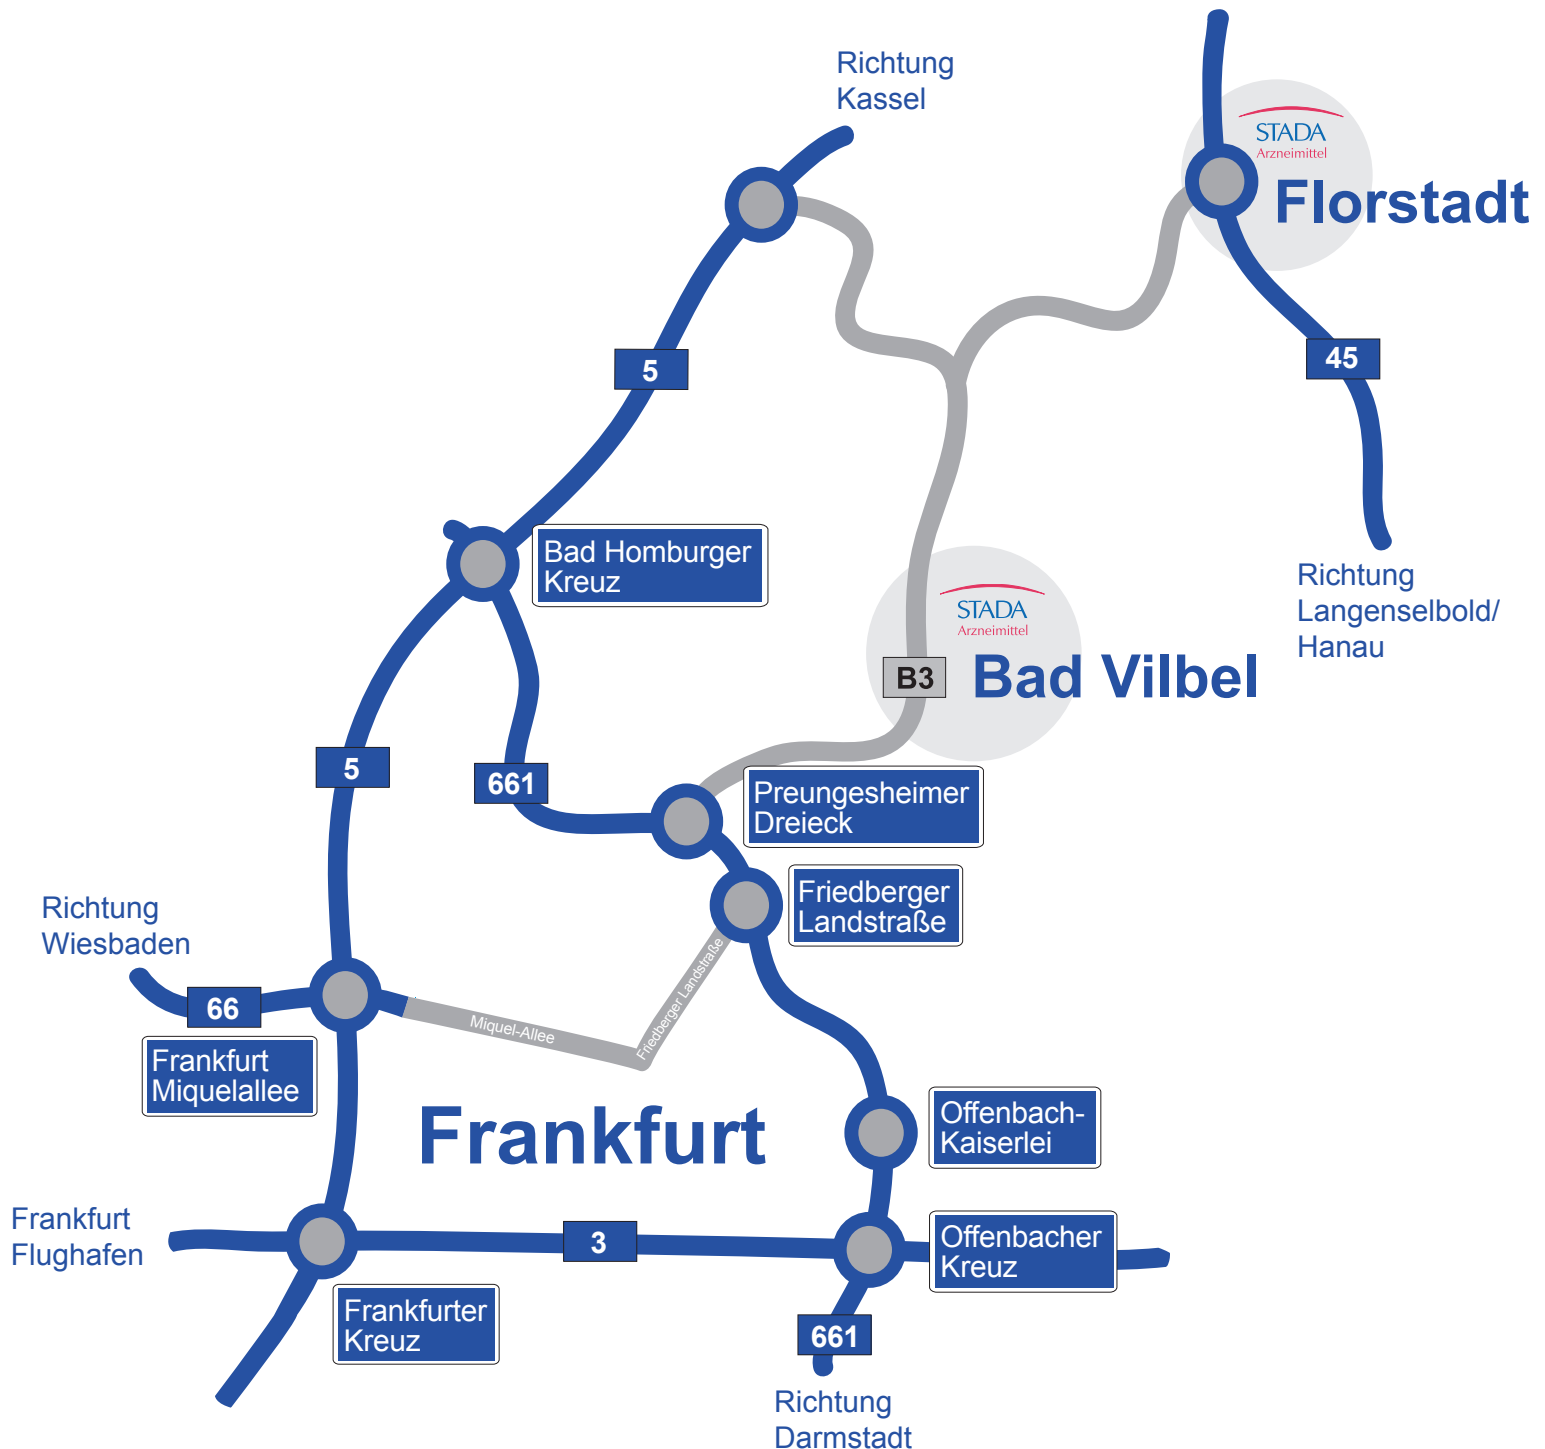 Richtung
Kassel
STADA
Arzneimittel
Florstadt
5
45
Bad Homburger
Kreuz
Richtung
Langenselbold/
Hanau
STADA
Arzneimittel
B3
Bad Vilbel
5
661
Preungesheimer
Dreieck
Friedberger
Landstraße
Richtung
Wiesbaden
66
Miquel-Allee
Friedberger Landstraße
Frankfurt
Miquelallee
Frankfurt
Offenbach-
Kaiserlei
Frankfurt
Flughafen
3
Offenbacher
Kreuz
Frankfurter
Kreuz
661
Richtung
Darmstadt